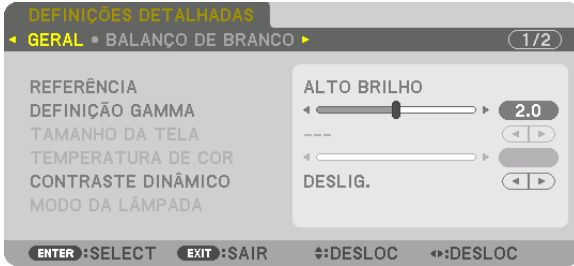 DEFINIÇÕES DETALHADAS
GERAL • BALANÇO DE BRANCO 1/2
REFERÊNCIA ALTO BRILHO
DEFINIÇÃO GAMMA 2.0
TAMANHO DA TELA ---
TEMPERATURA DE COR
CONTRASTE DINÂMICO DESLIG.
MODO DA LÂMPADA
ENTER:SELECT EXIT:SAIR :DESLOC :DESLOC